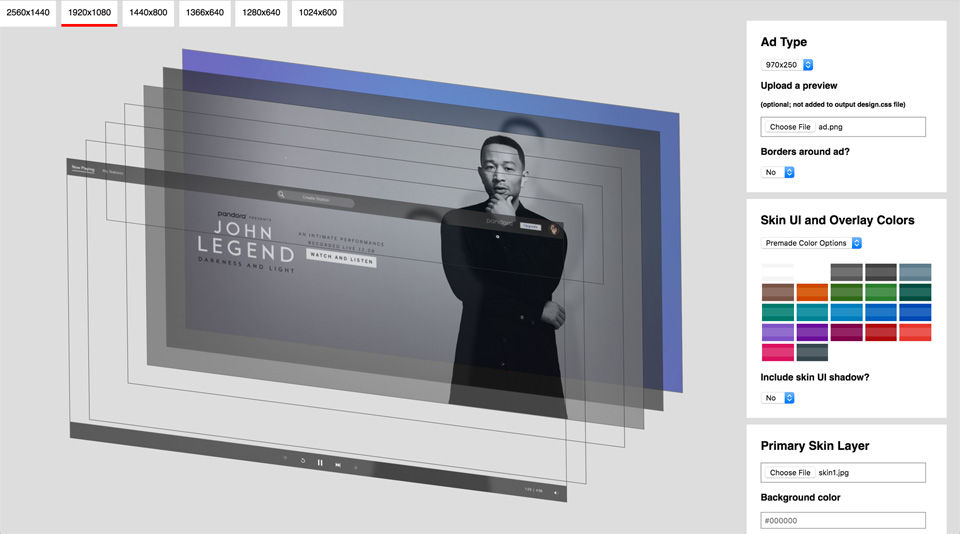 2560x1440
1920x1080
1440x800
1366x640
1280x640
1024x600
Ad Type
970x250
Upload a preview
(optional; not added to output design.css file)
Choose File ad.png
Borders around ad?
No
Skin UI and Overlay Colors
Premade Color Options
Include skin UI shadow?
No
Primary Skin Layer
Choose File skin1.jpg
Background color
#000000
Now Playing
My Stations
Create Station
pandora
pandora PRESENTS
JOHN
LEGEND
DARKNESS AND LIGHT
AN INTIMATE PERFORMANCE
RECORDED LIVE 12.08
WATCH AND LISTEN